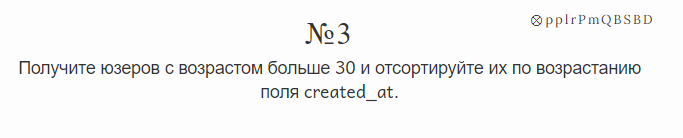 ⊗pplrPmQBSBD
№3
Получите юзеров с возрастом больше 30 и отсортируйте их по возрастанию
поля created_at.